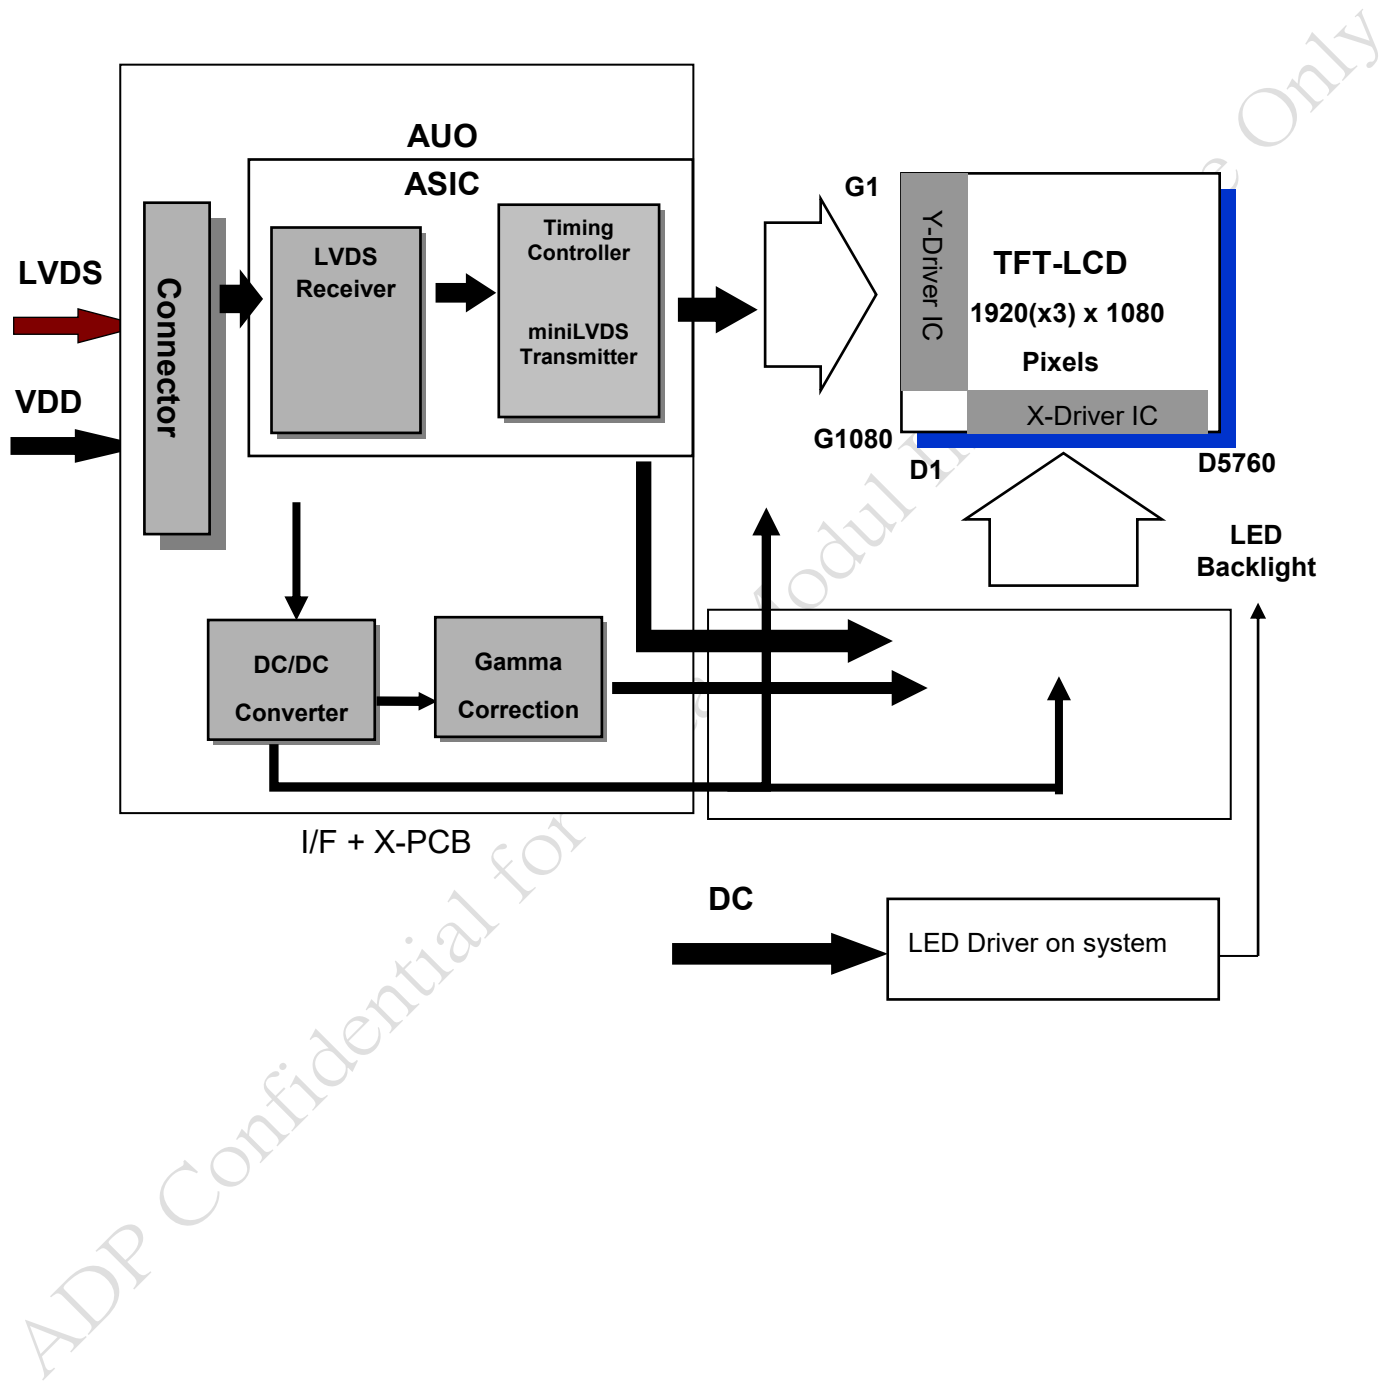 AUO
ASIC
LVDS
VDD
Connector
LVDS
Receiver
Timing
Controller
miniLVDS
Transmitter
G1
G1080
Y-Driver IC
TFT-LCD
1920(x3) x 1080
Pixels
X-Driver IC
D1
D5760
LED
Backlight
DC/DC
Converter
Gamma
Correction
I/F + X-PCB
DC
LED Driver on system
ADP Confidential for
Only